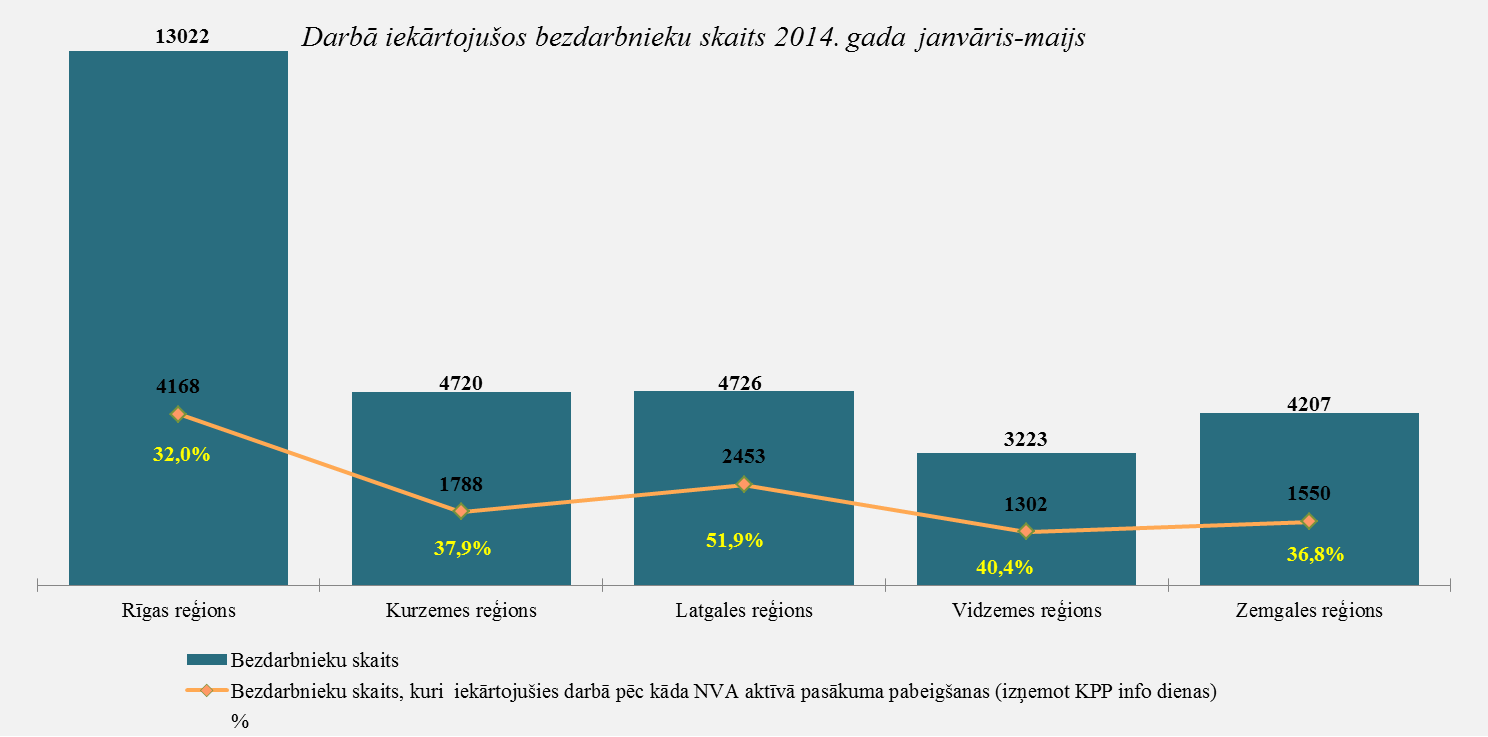 Darbā iekārtojušos bezdarbnieku skaits 2014. gada janvāris-maijs
13022
4168
32,0%
4720
1788
37,9%
4726
2453
51,9%
3223
1302
40,4%
4207
1550
36,8%
Rīgas reģions
Kurzemes reģions
Latgales reģions
Vidzemes reģions
Zemgales reģions
Bezdarbnieku skaits
Bezdarbnieku skaits, kuri iekārtojušies darbā pēc kāda NVA aktīvā pasākuma pabeigšanas (izņemot KPP info dienas)
%